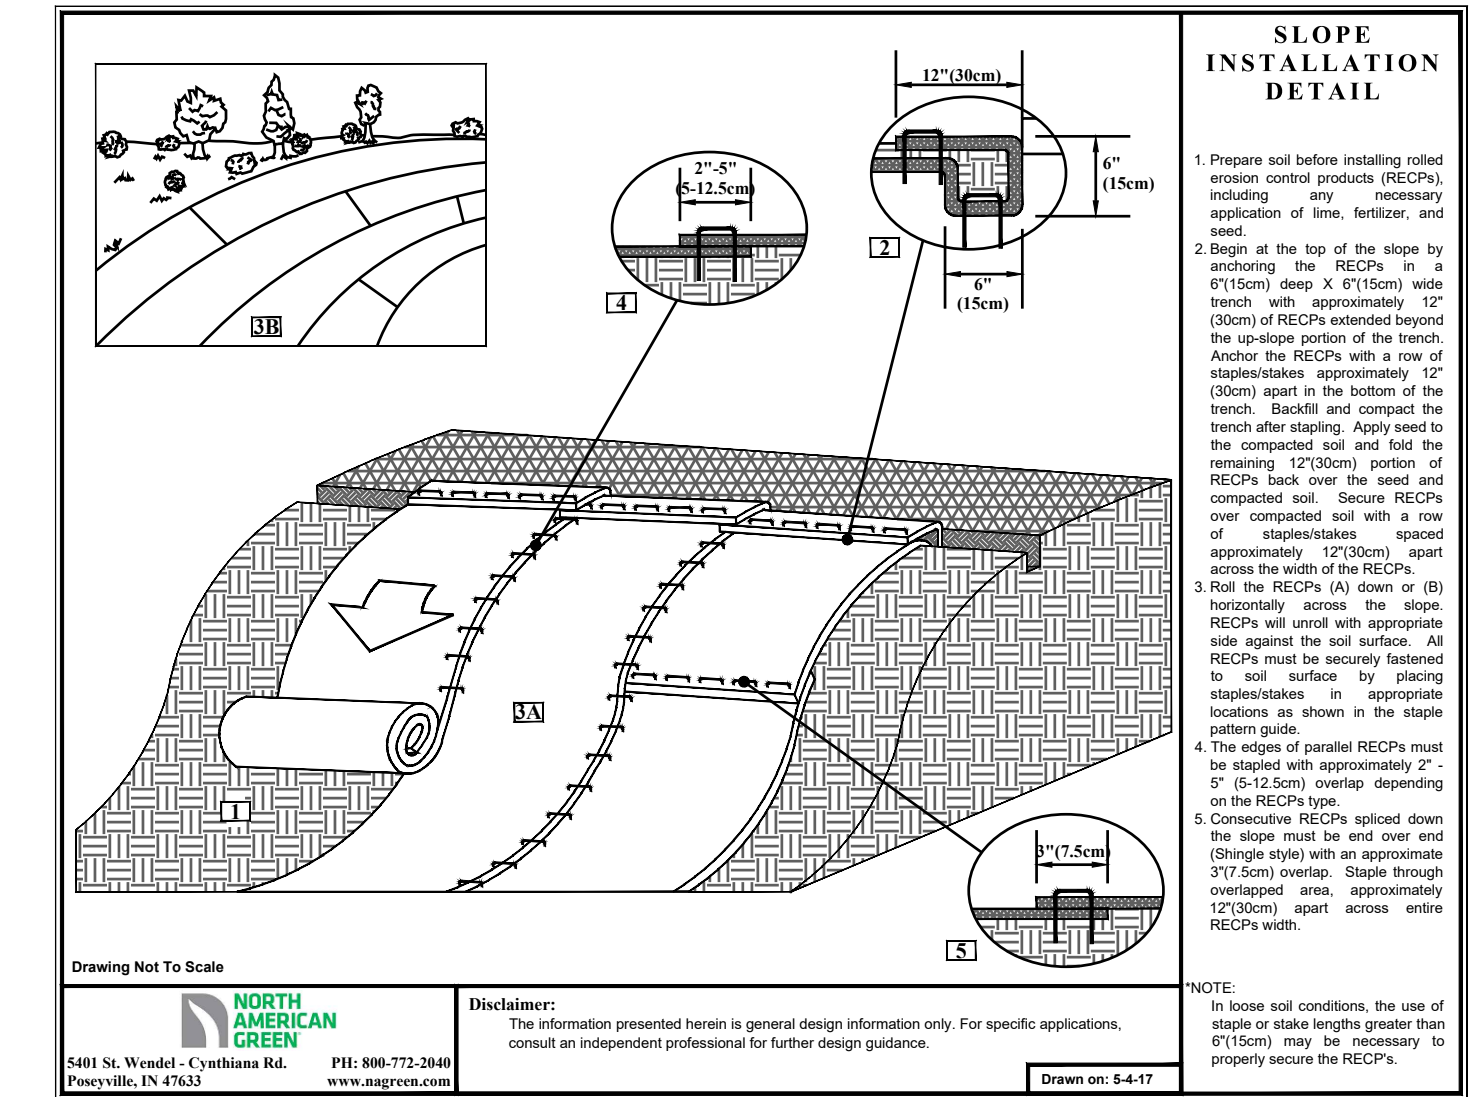 SLOPE
INSTALLATION
DETAIL
1. Prepare soil before installing rolled
erosion control products (RECPs),
including any necessary
application of lime, fertilizer, and
seed.
2. Begin at the top of the slope by
anchoring the RECPs in a
6"(15cm) deep X 6"(15cm) wide
trench with approximately 12"
(30cm) of RECPs extended beyond
the up-slope portion of the trench.
Anchor the RECPs with a row of
staples/stakes approximately 12"
(30cm) apart in the bottom of the
trench. Backfill and compact the
trench after stapling. Apply seed to
the compacted soil and fold the
remaining 12"(30cm) portion of
RECPs back over the seed and
compacted soil. Secure RECPs
over compacted soil with a row
of staples/stakes spaced
approximately 12"(30cm) apart
across the width of the RECPs.
3. Roll the RECPs (A) down or (B)
horizontally across the slope.
RECPs will unroll with appropriate
side against the soil surface. All
RECPs must be securely fastened
to soil surface by placing
staples/stakes in appropriate
locations as shown in the staple
pattern guide.
4. The edges of parallel RECPs must
be stapled with approximately 2" -
5" (5-12.5cm) overlap depending
on the RECPs type.
5. Consecutive RECPs spliced down
the slope must be end over end
(Shingle style) with an approximate
3"(7.5cm) overlap. Staple through
overlapped area, approximately
12"(30cm) apart across entire
RECPs width.
*NOTE:
In loose soil conditions, the use of
staple or stake lengths greater than
6"(15cm) may be necessary to
properly secure the RECP's.
3B
2"-5"
(5-12.5cm)
4
12"(30cm)
6"
(15cm)
2
6"
(15cm)
3A
1
3"(7.5cm)
5
Drawing Not To Scale
NORTH
AMERICAN
GREEN
5401 St. Wendel - Cynthiana Rd. PH: 800-772-2040
Poseyville, IN 47633 www.nagreen.com
Disclaimer:
The information presented herein is general design information only. For specific applications,
consult an independent professional for further design guidance.
Drawn on: 5-4-17